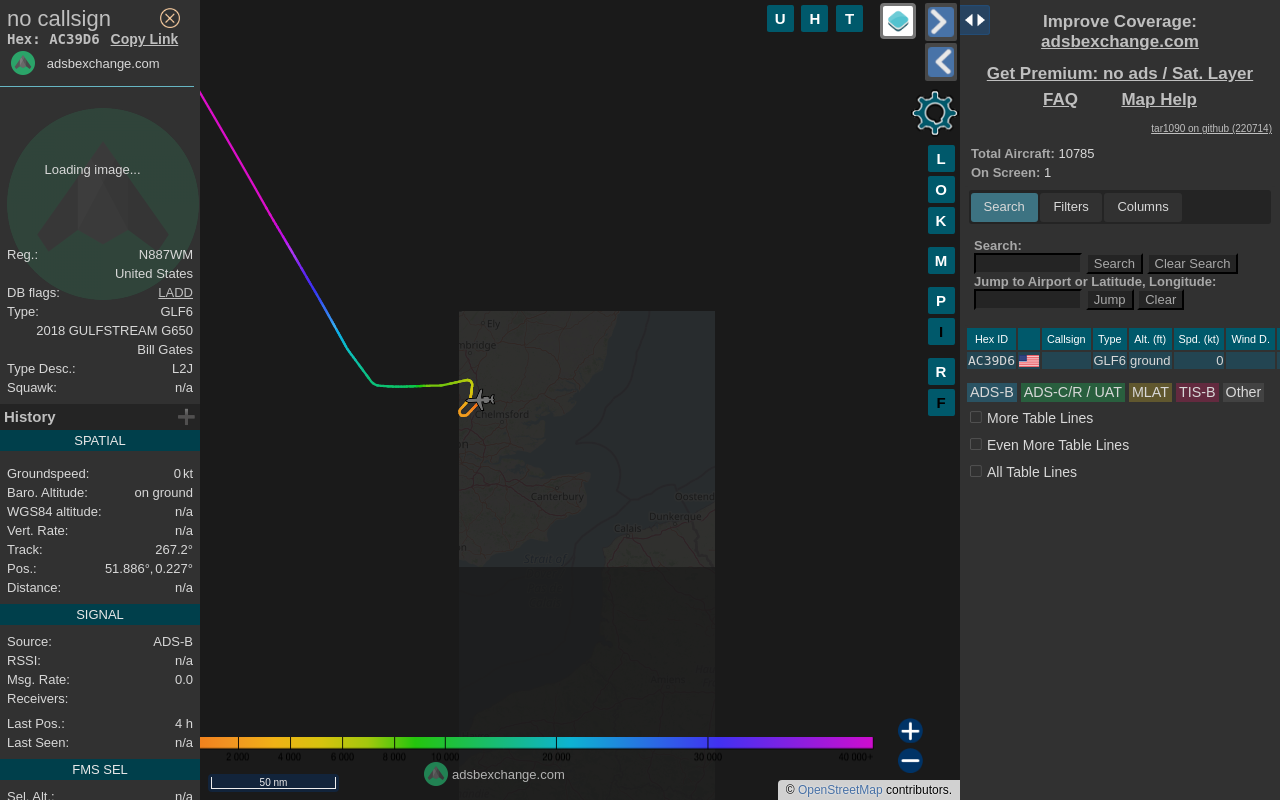 no callsign
Hex: AC39D6 Copy Link
adsbexchange.com
Loading image...
Reg.: N887WM
United States
DB flags: LADD
Type: GLF6
2018 GULFSTREAM G650
Bill Gates
Type Desc.: L2J
Squawk: n/a
History
SPATIAL
Groundspeed: 0 kt
Baro. Altitude: on ground
WGS84 altitude: n/a
Vert. Rate: n/a
Track: 267.2°
Pos.: 51.886°, 0.227°
Distance: n/a
SIGNAL
Source: ADS-B
RSSI: n/a
Msg. Rate: 0.0
Receivers:
Last Pos.: 4 h
Last Seen: n/a
FMS SEL
Sel. Alt.: n/a
U H T
L
O
K
M
P
I
R
F
Ely
mbridge
Chelmsford
on
Canterbury
Oostend
Dunkerque
Calais
Strait of
on
2 000 4 000 6 000 8 000 10 000 20 000 30 000 40 000+
50 nm
adsbexchange.com
© OpenStreetMap contributors.
Improve Coverage:
adsbexchange.com
Get Premium: no ads / Sat. Layer
FAQ Map Help
tar1090 on github (220714)
Total Aircraft: 10785
On Screen: 1
Search Filters Columns
Search:
Search Clear Search
Jump to Airport or Latitude, Longitude:
Jump Clear
Hex ID Callsign Type Alt. (ft) Spd. (kt) Wind D.
AC39D6 GLF6 ground 0
ADS-B ADS-C/R / UAT MLAT TIS-B Other
More Table Lines
Even More Table Lines
All Table Lines